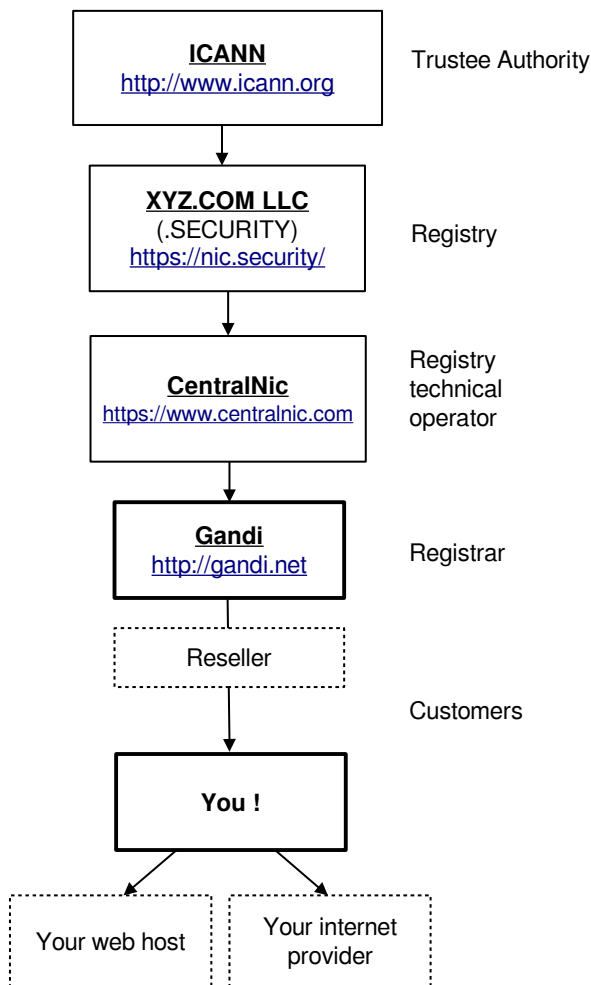 ICANN
http://www.icann.org
Trustee Authority
XYZ.COM LLC
(.SECURITY)
https://nic.security/
Registry
CentralNic
https://www.centralnic.com
Registry
technical
operator
Gandi
http://gandi.net
Registrar
Reseller
Customers
You !
Your web host
Your internet
provider